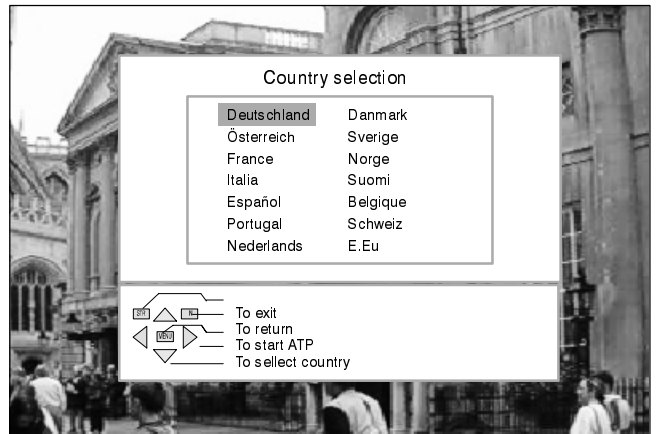 Country selection
Deutschland Danmark
Österreich Sverige
France Norge
Italia Suomi
Español Belgique
Portugal Schweiz
Nederlands E.Eu
STR N
To exit
MENU To return
To start ATP
To sellect country